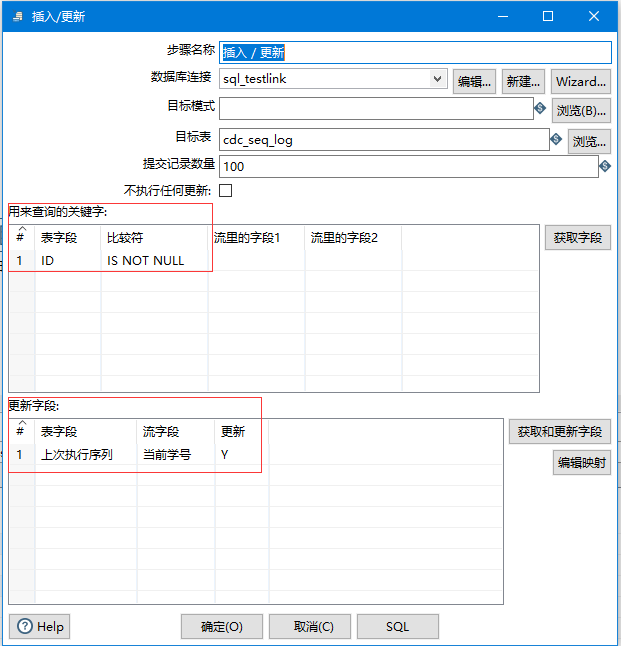 插入/更新
步骤名称 插入 / 更新
数据库连接 sql_testlink 编辑... 新建... Wizard...
目标模式 浏览(B)...
目标表 cdc_seq_log 浏览...
提交记录数量 100
不执行任何更新:
用来查询的关键字:
# 表字段 比较符 流里的字段1 流里的字段2 获取字段
1 ID IS NOT NULL
更新字段:
# 表字段 流字段 更新 获取和更新字段
1 上次执行序列 当前学号 Y
编辑映射
Help 确定(O) 取消(C) SQL